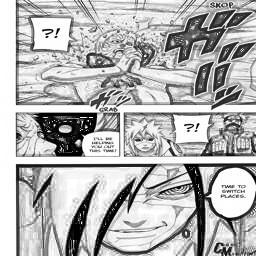 SKOP
?!
GRAB
?!
I'LL BE
HELPING
YOU OUT
THIS TIME!
TIME TO
SWITCH
PLACES.